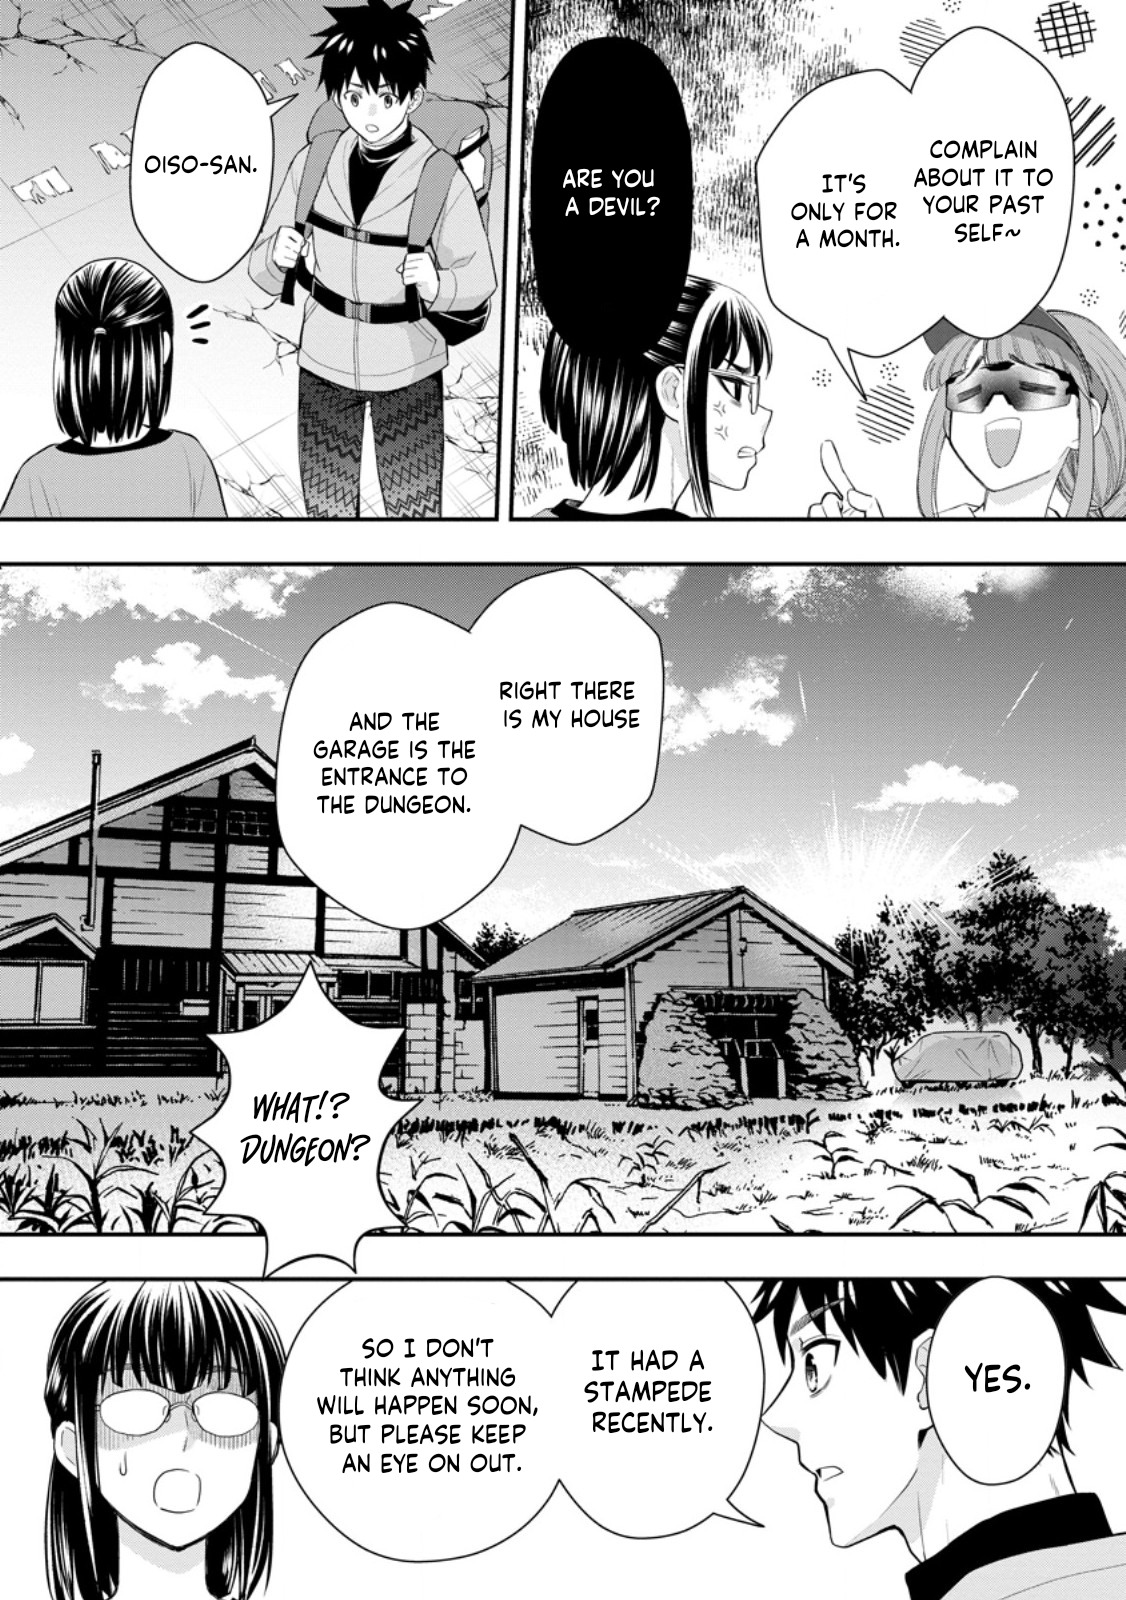 COMPLAIN
ABOUT IT TO
YOUR PAST
SELF~
IT'S
ONLY FOR
A MONTH.
ARE YOU
A DEVIL?
OISO-SAN.
RIGHT THERE
IS MY HOUSE
AND THE
GARAGE IS THE
ENTRANCE TO
THE DUNGEON.
WHAT!?
DUNGEON?
YES.
IT HAD A
STAMPEDE
RECENTLY.
SO I DON'T
THINK ANYTHING
WILL HAPPEN SOON,
BUT PLEASE KEEP
AN EYE ON OUT.